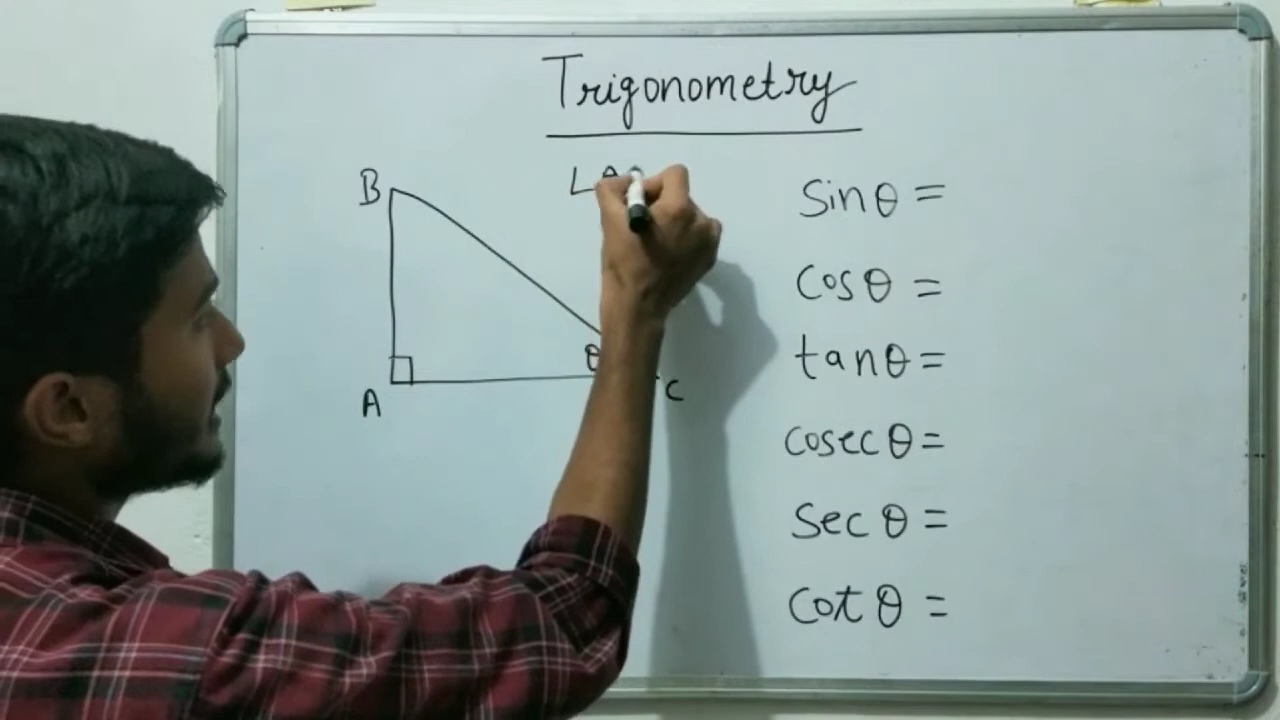 Trigonometry
B
A
θ
C
∠A
sinθ =
cosθ =
tanθ =
cosecθ =
secθ =
cotθ =